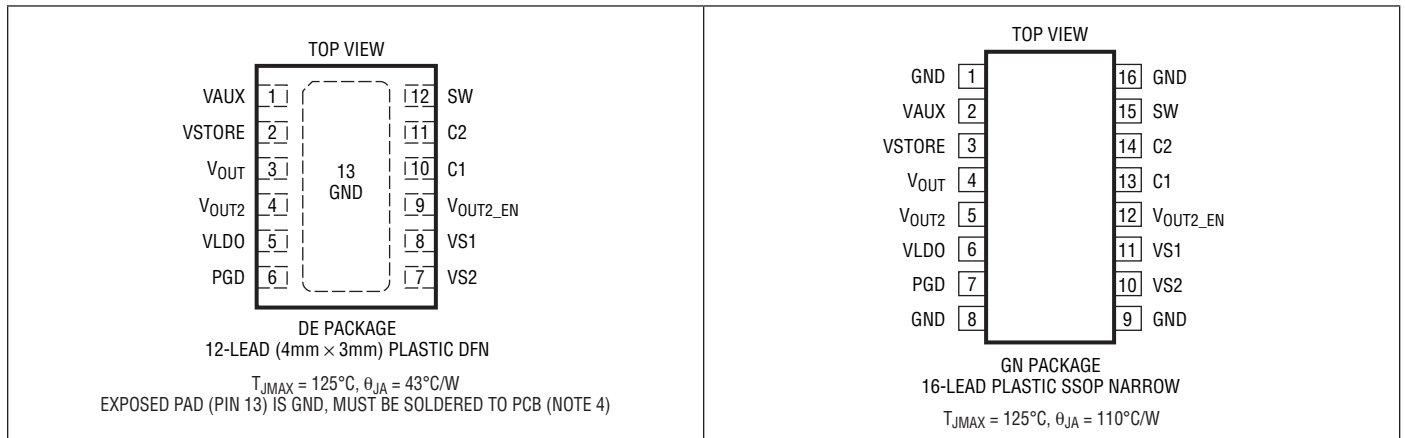 TOP VIEW
VAUX 1 12 SW
VSTORE 2 11 C2
VOUT 3 10 C1
13
GND
VOUT2 4 9 VOUT2_EN
VLDO 5 8 VS1
PGD 6 7 VS2
DE PACKAGE
12-LEAD (4mm × 3mm) PLASTIC DFN
TJMAX = 125°C, θJA = 43°C/W
EXPOSED PAD (PIN 13) IS GND, MUST BE SOLDERED TO PCB (NOTE 4)
TOP VIEW
GND 1 16 GND
VAUX 2 15 SW
VSTORE 3 14 C2
VOUT 4 13 C1
VOUT2 5 12 VOUT2_EN
VLDO 6 11 VS1
PGD 7 10 VS2
GND 8 9 GND
GN PACKAGE
16-LEAD PLASTIC SSOP NARROW
TJMAX = 125°C, θJA = 110°C/W